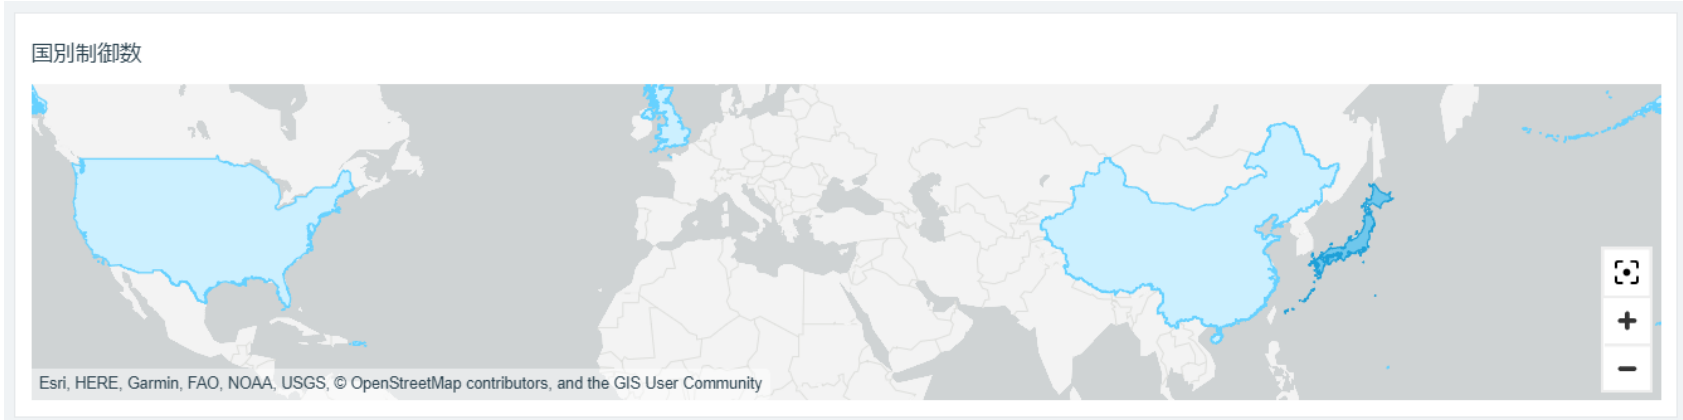 国別制御数
Esri, HERE, Garmin, FAO, NOAA, USGS, © OpenStreetMap contributors, and the GIS User Community